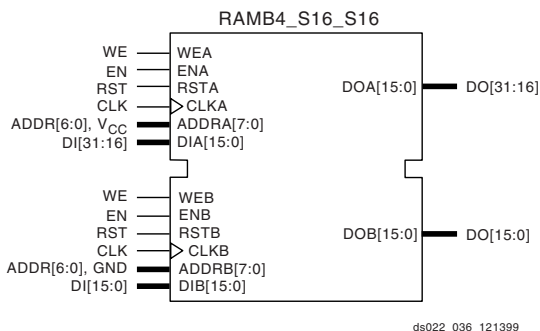 RAMB4_S16_S16
WE WEA
EN ENA
RST RSTA DOA[15:0] DO[31:16]
CLK CLKA
ADDR[6:0], VCC ADDRA[7:0]
DI[31:16] DIA[15:0]
WE WEB
EN ENB
RST RSTB DOB[15:0] DO[15:0]
CLK CLKB
ADDR[6:0], GND ADDRB[7:0]
DI[15:0] DIB[15:0]
ds022_036_121399